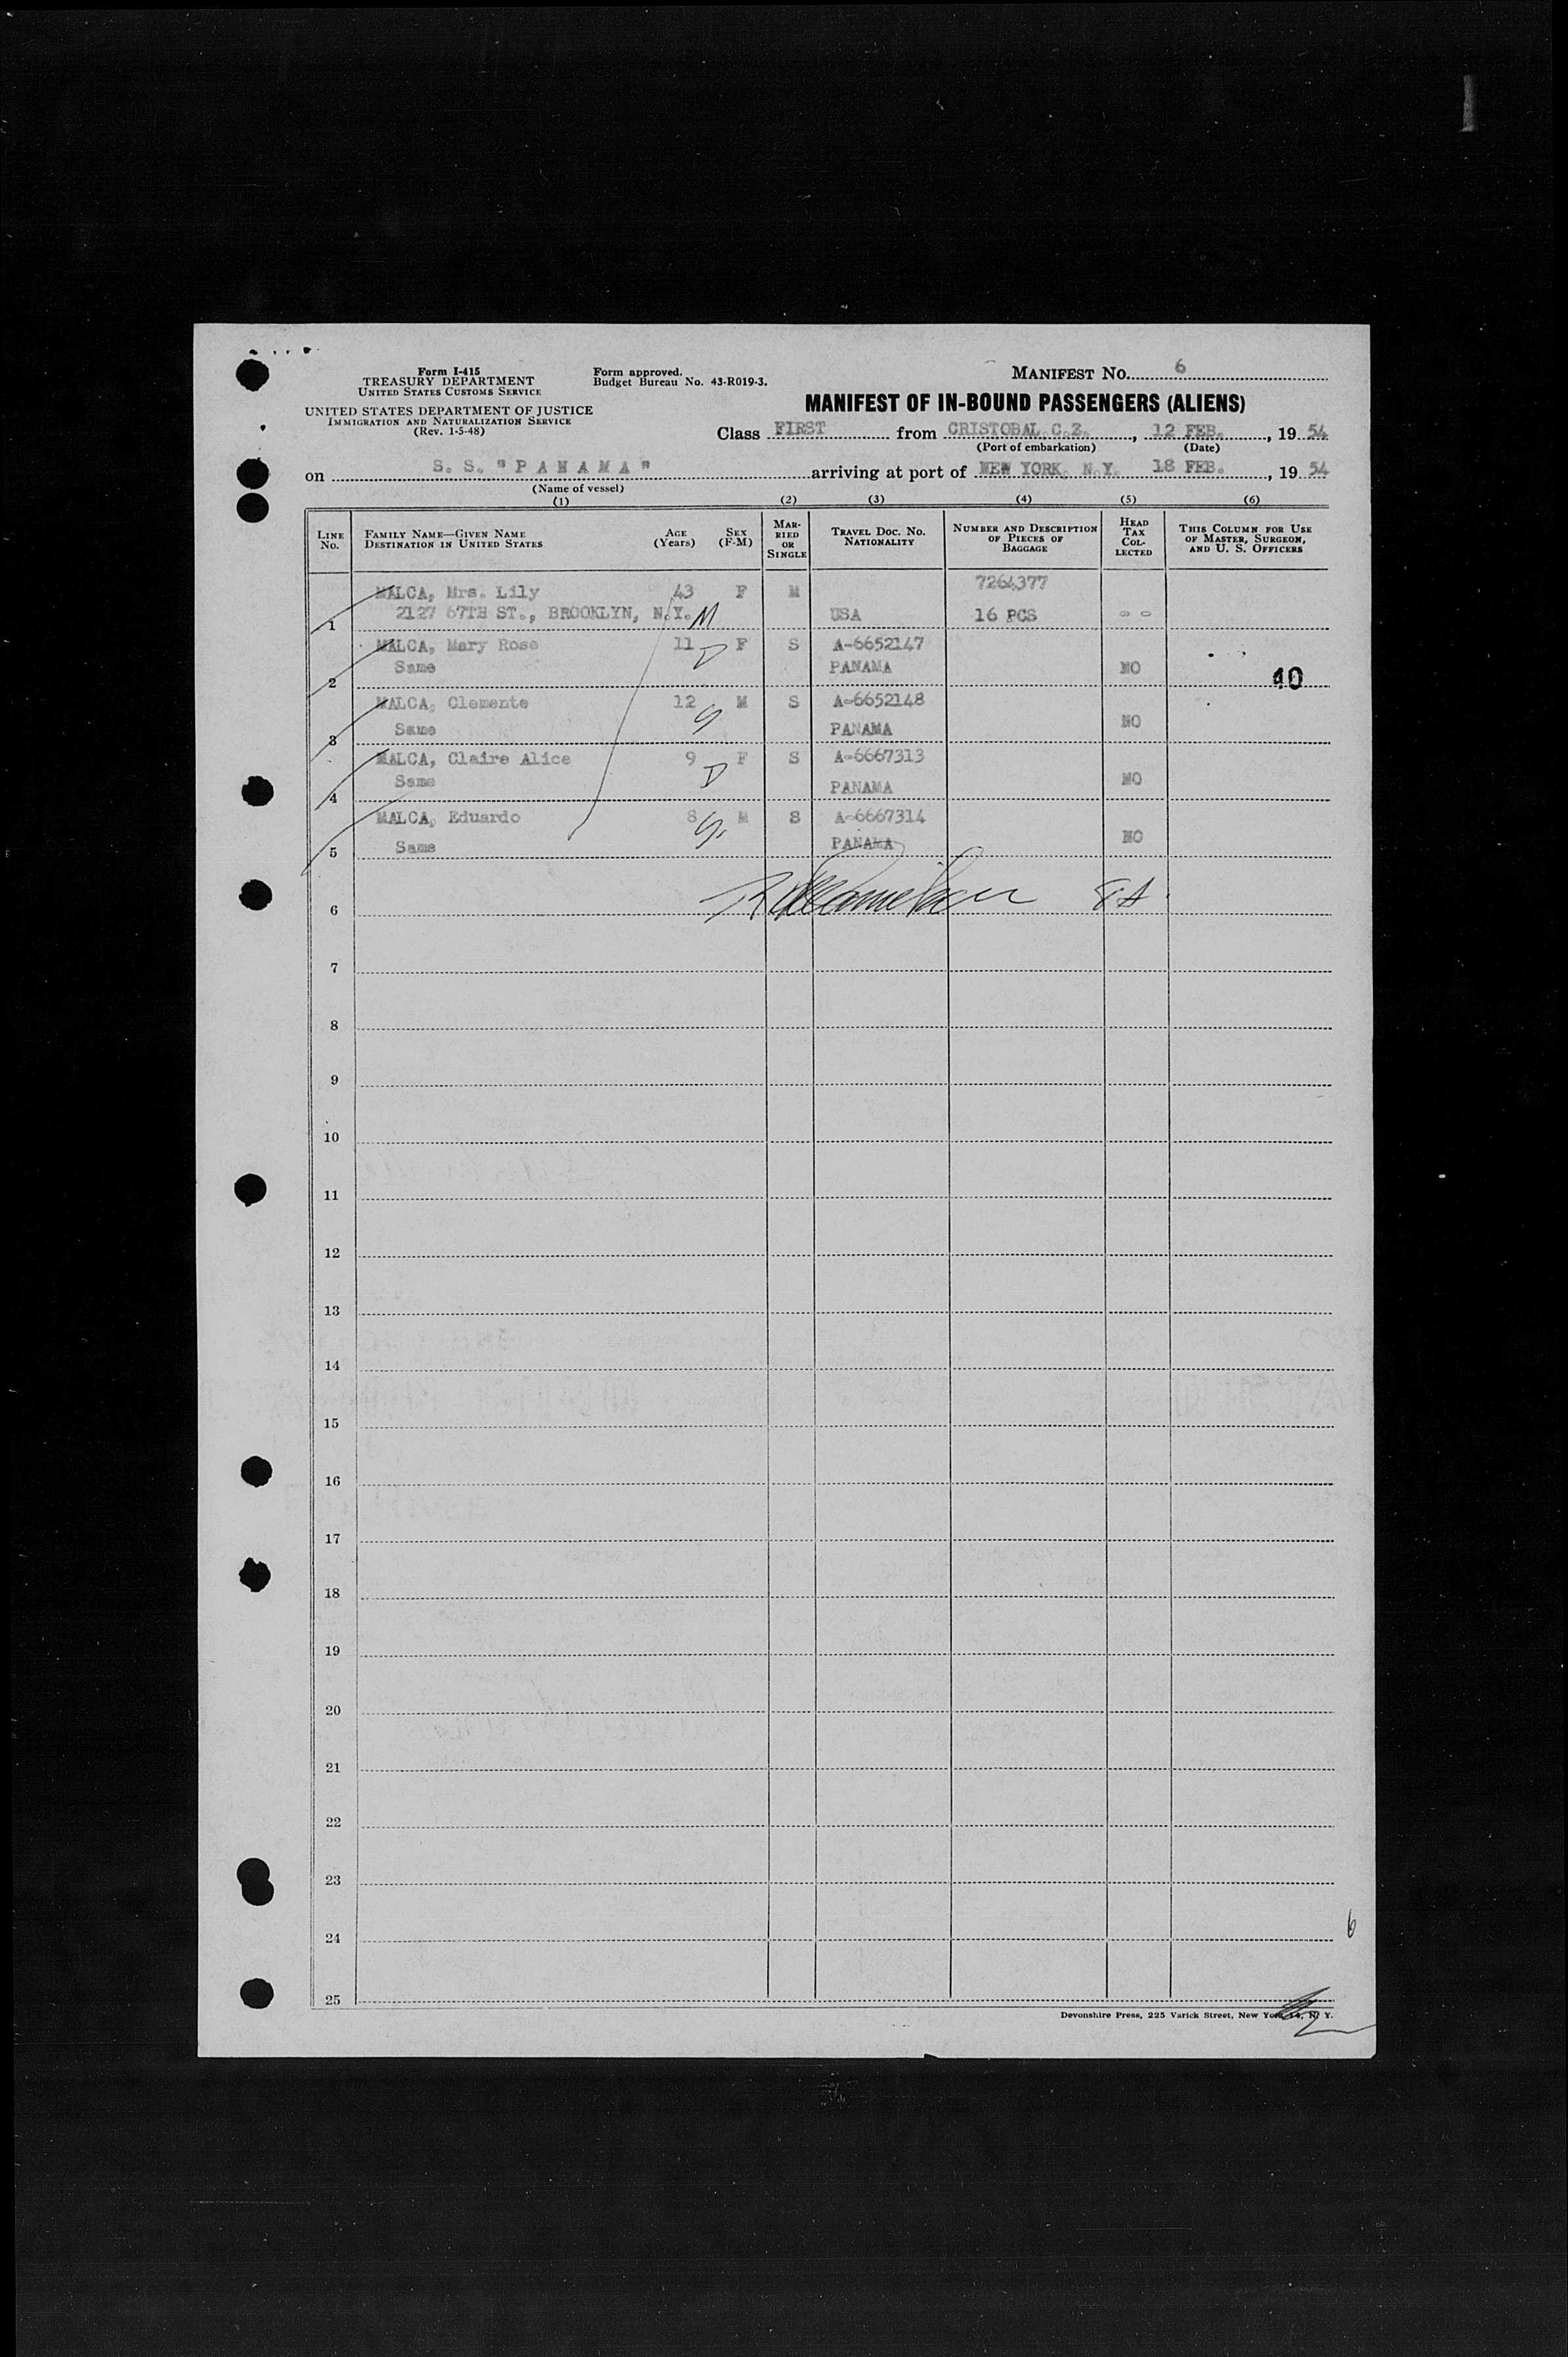 Form I-415
TREASURY DEPARTMENT
UNITED STATES CUSTOMS SERVICE
UNITED STATES DEPARTMENT OF JUSTICE
IMMIGRATION AND NATURALIZATION SERVICE
(Rev. 1-5-48)
Form approved.
Budget Bureau No. 43-R019-3.
MANIFEST NO. 6
MANIFEST OF IN-BOUND PASSENGERS (ALIENS)
Class FIRST from CRISTOBAL C.Z., 12 FEB., 19 54
(Port of embarkation) (Date)
on S. S. "P A N A M A" arriving at port of NEW YORK, N.Y. 18 FEB., 19 54
(Name of vessel)
(1) (2) (3) (4) (5) (6)
LINE NO. FAMILY NAME—GIVEN NAME DESTINATION IN UNITED STATES AGE (Years) SEX (F-M) MARRIED OR SINGLE TRAVEL DOC. NO. NATIONALITY NUMBER AND DESCRIPTION OF PIECES OF BAGGAGE HEAD TAX COLLECTED THIS COLUMN FOR USE OF MASTER, SURGEON, AND U. S. OFFICERS
MALCA, Mrs. Lily 43 F M 7264377
1 2127 67TH ST., BROOKLYN, N.Y. M USA 16 PCS - -
MALCA, Mary Rose 11 D F S A-6652147
2 Same PANAMA NO 40
MALCA, Clemente 12 M S A-6652148
3 Same PANAMA NO
MALCA, Claire Alice 9 D F S A-6667313
4 Same PANAMA NO
MALCA, Eduardo 8 M S A-6667314
5 Same PANAMA NO
6
7
8
9
10
11
12
13
14
15
16
17
18
19
20
21
22
23
24
6
25
Devonshire Press, 225 Varick Street, New York 14, N. Y.